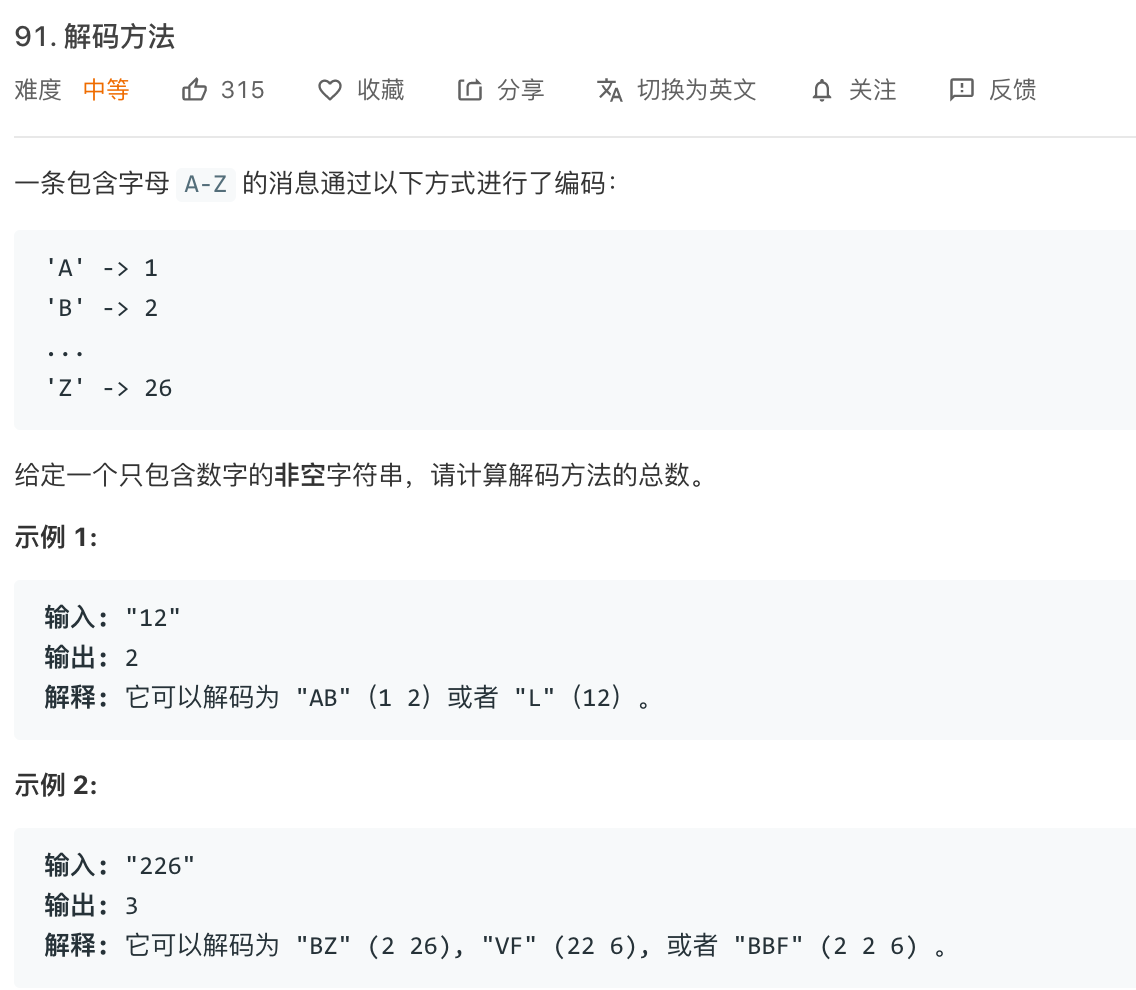 91. 解码方法
难度 中等 315 收藏 分享 切换为英文 关注 反馈
一条包含字母 A-Z 的消息通过以下方式进行了编码：
'A' -> 1
'B' -> 2
...
'Z' -> 26
给定一个只包含数字的非空字符串，请计算解码方法的总数。
示例 1:
输入: "12"
输出: 2
解释: 它可以解码为 "AB"（1 2）或者 "L"（12）。
示例 2:
输入: "226"
输出: 3
解释: 它可以解码为 "BZ" (2 26), "VF" (22 6), 或者 "BBF" (2 2 6) 。